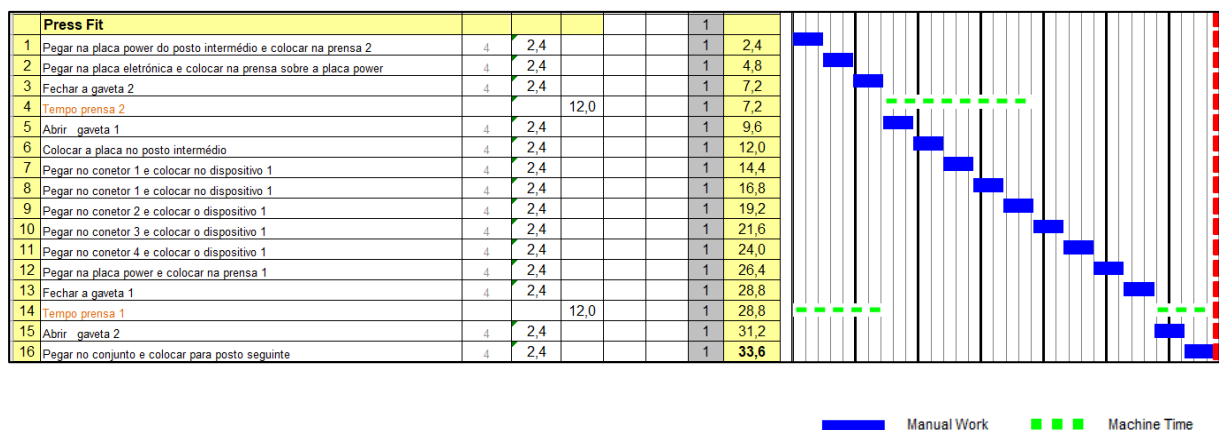 Press Fit 1
1 Pegar na placa power do posto intermédio e colocar na prensa 2 4 2,4 1 2,4
2 Pegar na placa eletrónica e colocar na prensa sobre a placa power 4 2,4 1 4,8
3 Fechar a gaveta 2 4 2,4 1 7,2
4 Tempo prensa 2 12,0 1 7,2
5 Abrir gaveta 1 4 2,4 1 9,6
6 Colocar a placa no posto intermédio 4 2,4 1 12,0
7 Pegar no conetor 1 e colocar no dispositivo 1 4 2,4 1 14,4
8 Pegar no conetor 1 e colocar no dispositivo 1 4 2,4 1 16,8
9 Pegar no conetor 2 e colocar o dispositivo 1 4 2,4 1 19,2
10 Pegar no conetor 3 e colocar o dispositivo 1 4 2,4 1 21,6
11 Pegar no conetor 4 e colocar o dispositivo 1 4 2,4 1 24,0
12 Pegar na placa power e colocar na prensa 1 4 2,4 1 26,4
13 Fechar a gaveta 1 4 2,4 1 28,8
14 Tempo prensa 1 12,0 1 28,8
15 Abrir gaveta 2 4 2,4 1 31,2
16 Pegar no conjunto e colocar para posto seguinte 4 2,4 1 33,6
Manual Work Machine Time